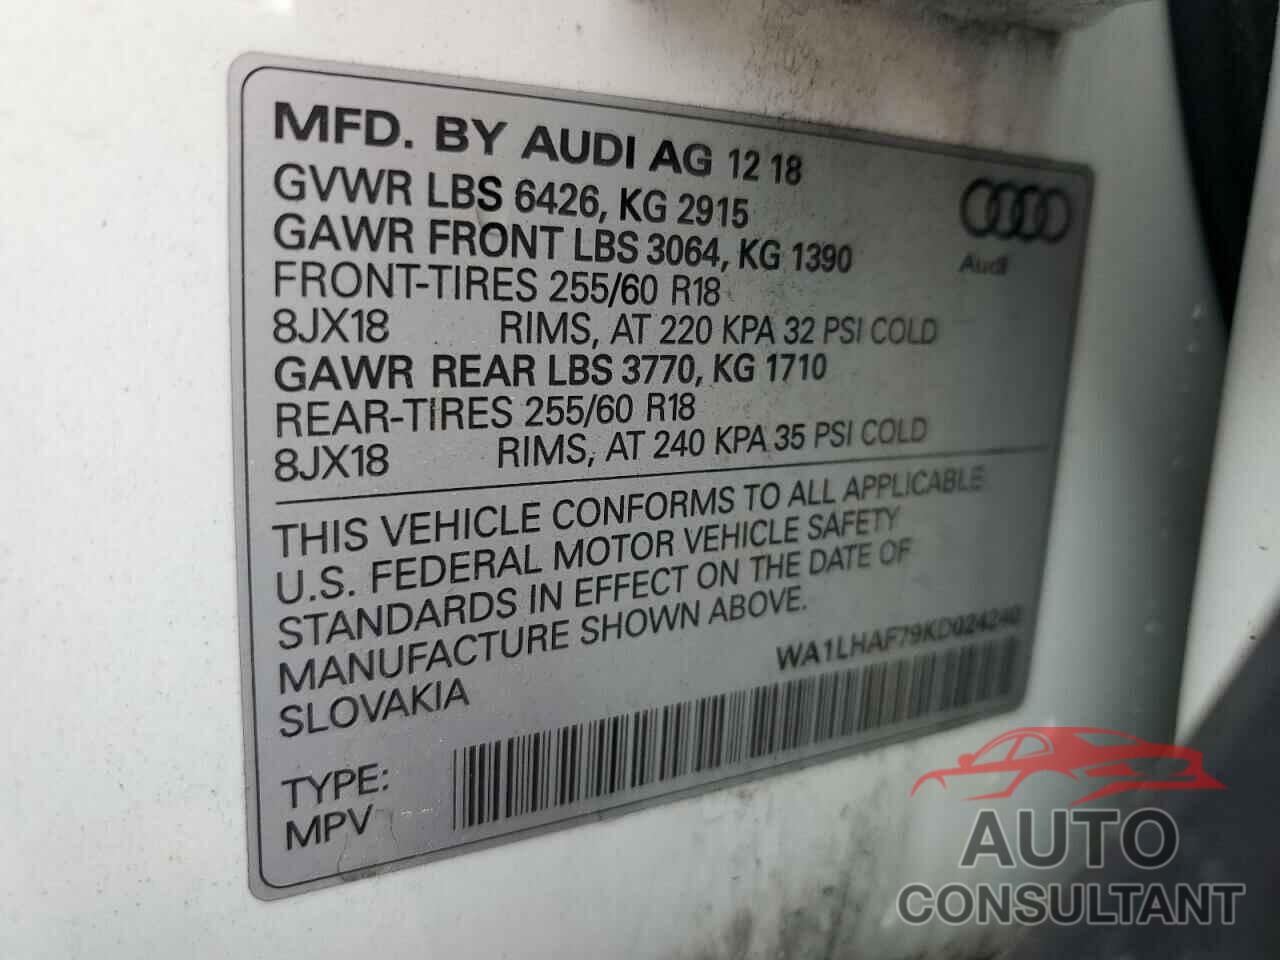 MFD. BY AUDI AG 12 18
GVWR LBS 6426, KG 2915
GAWR FRONT LBS 3064, KG 1390
FRONT-TIRES 255/60 R18
8JX18 RIMS, AT 220 KPA 32 PSI COLD
GAWR REAR LBS 3770, KG 1710
REAR-TIRES 255/60 R18
8JX18 RIMS, AT 240 KPA 35 PSI COLD
Audi
THIS VEHICLE CONFORMS TO ALL APPLICABLE
U.S. FEDERAL MOTOR VEHICLE SAFETY
STANDARDS IN EFFECT ON THE DATE OF
MANUFACTURE SHOWN ABOVE.
SLOVAKIA
WA1LHAF79KD024240
TYPE:
MPV
AUTO
CONSULTANT